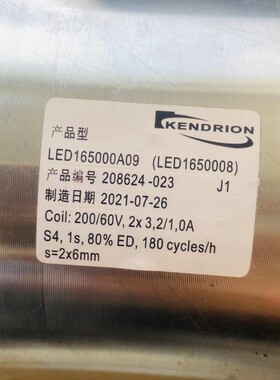 KENDRION
产品型
LED165000A09 (LED1650008)
产品编号 208624-023 J1
制造日期 2021-07-26
Coil: 200/60V, 2x 3,2/1,0A
S4, 1s, 80% ED, 180 cycles/h
s=2x6mm